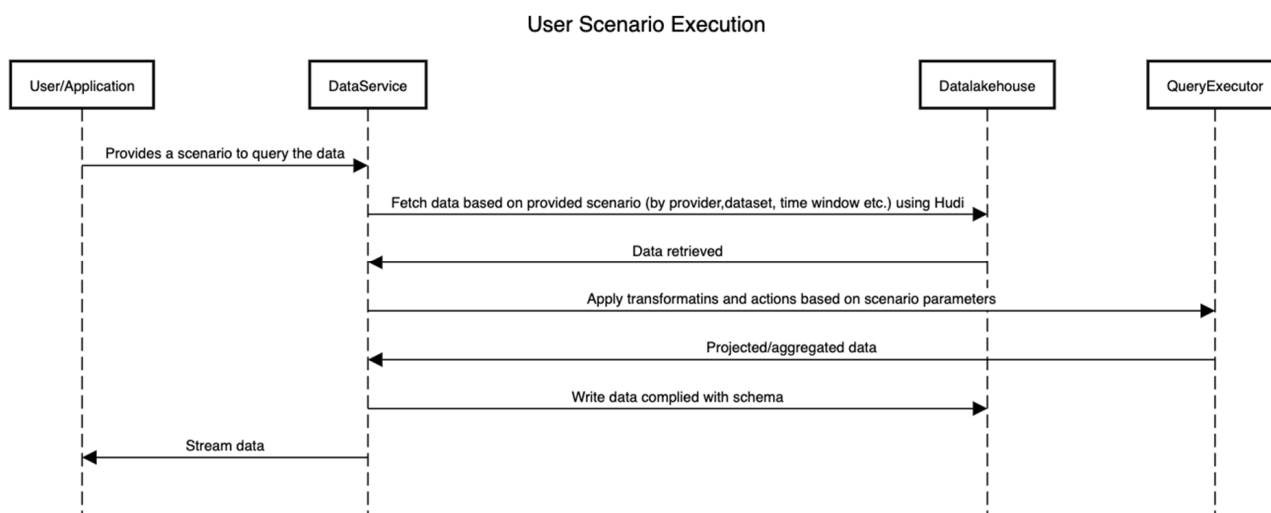 User Scenario Execution
User/Application
DataService
Datalakehouse
QueryExecutor
Provides a scenario to query the data
Fetch data based on provided scenario (by provider,dataset, time window etc.) using Hudi
Data retrieved
Apply transformatins and actions based on scenario parameters
Projected/aggregated data
Write data complied with schema
Stream data